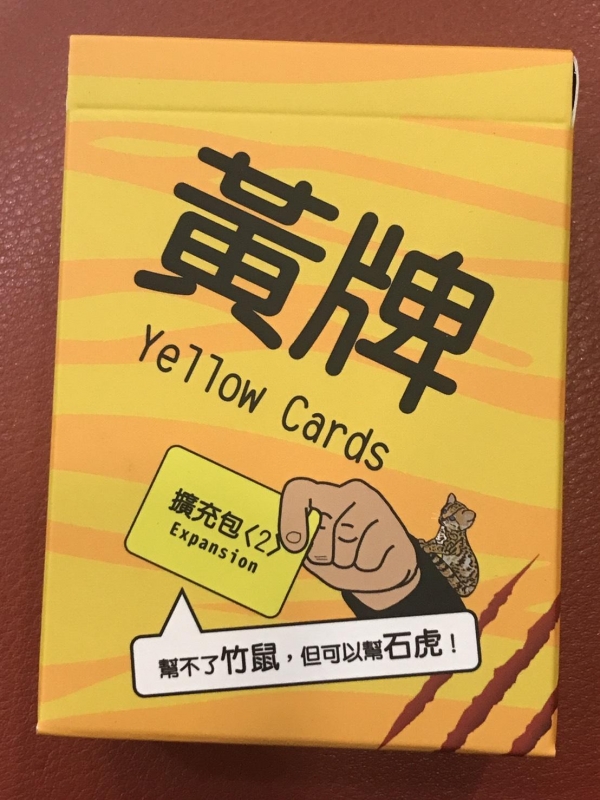 黃牌
Yellow Cards
擴充包〈2〉
Expansion
幫不了竹鼠，但可以幫石虎！